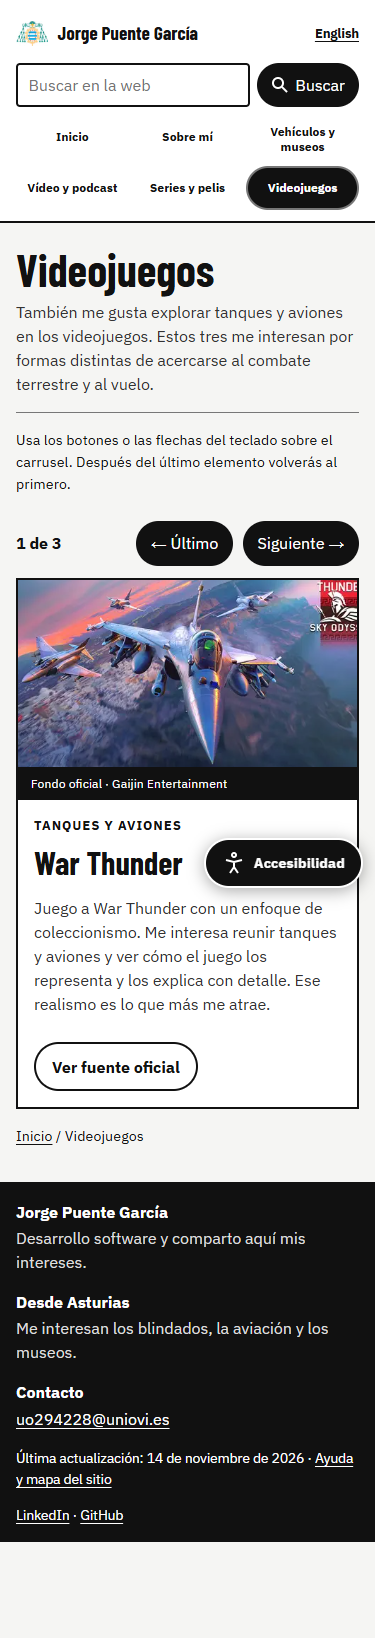 Jorge Puente García
English
Buscar en la web
Buscar
Inicio
Sobre mí
Vehículos y
museos
Vídeo y podcast
Series y pelis
Videojuegos
Videojuegos
También me gusta explorar tanques y aviones
en los videojuegos. Estos tres me interesan por
formas distintas de acercarse al combate
terrestre y al vuelo.
Usa los botones o las flechas del teclado sobre el
carrusel. Después del último elemento volverás al
primero.
1 de 3
← Último
Siguiente →
THUNDE
SKY ODYS
Fondo oficial · Gaijin Entertainment
TANQUES Y AVIONES
War Thunder
Accesibilidad
Juego a War Thunder con un enfoque de
coleccionismo. Me interesa reunir tanques
y aviones y ver cómo el juego los
representa y los explica con detalle. Ese
realismo es lo que más me atrae.
Ver fuente oficial
Inicio / Videojuegos
Jorge Puente García
Desarrollo software y comparto aquí mis
intereses.
Desde Asturias
Me interesan los blindados, la aviación y los
museos.
Contacto
uo294228@uniovi.es
Última actualización: 14 de noviembre de 2026 · Ayuda
y mapa del sitio
LinkedIn · GitHub